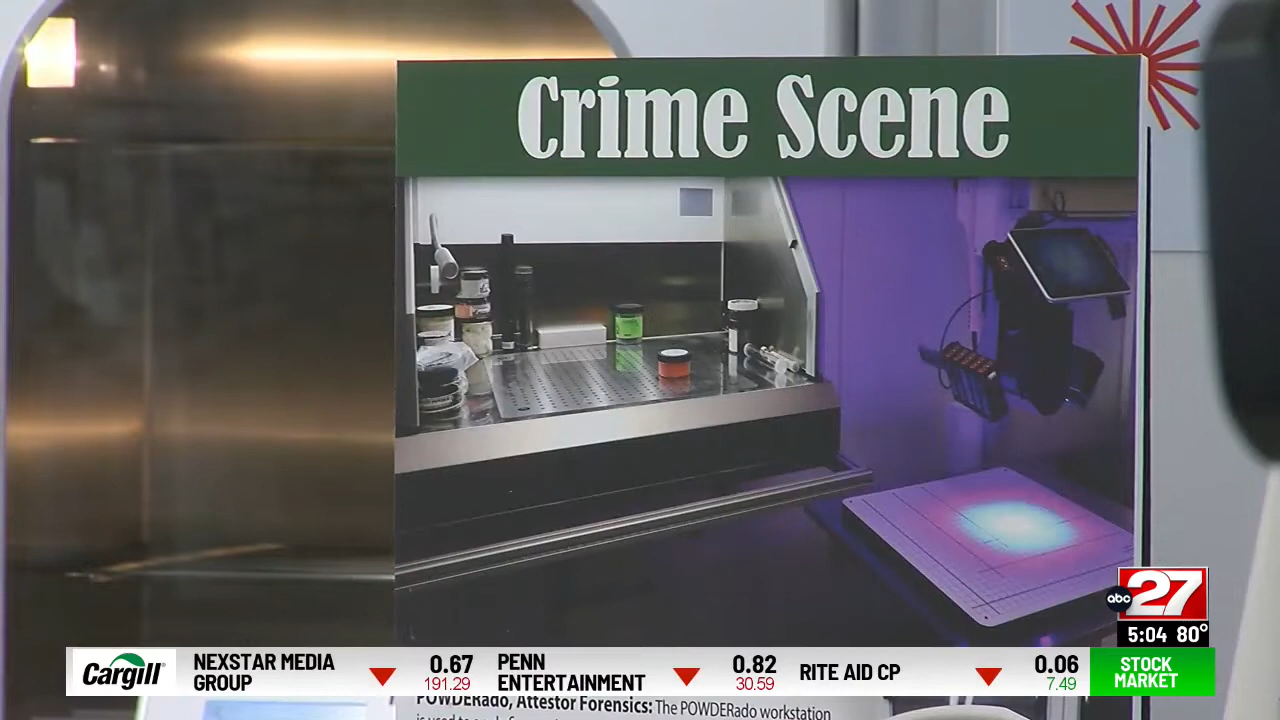 Crime Scene
abc 27
5:04 80°
Cargill
NEXSTAR MEDIA GROUP 0.67 191.29
PENN ENTERTAINMENT 0.82 30.59
RITE AID CP 0.06 7.49
STOCK MARKET
POWDERado, Attestor Forensics: The POWDERado workstation